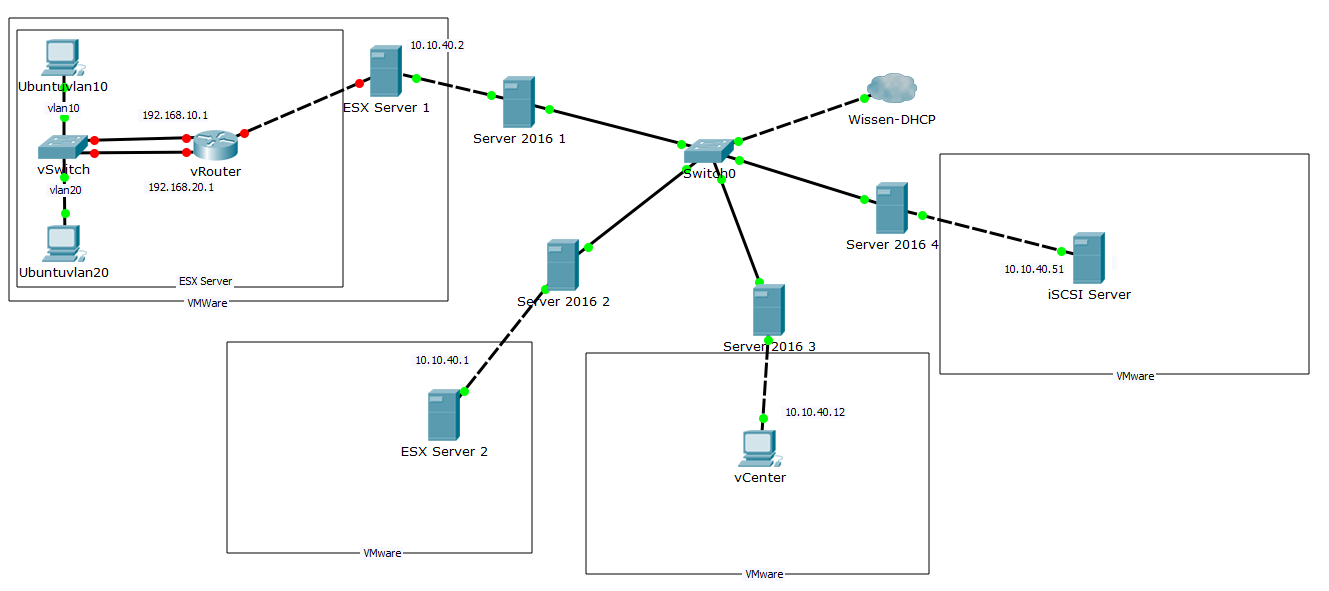 10.10.40.2
Ubuntuvlan10
vlan10
192.168.10.1
ESX Server 1
Server 2016 1
Wissen-DHCP
vSwitch
vRouter
Switch0
vlan20
192.168.20.1
Server 2016 4
Ubuntuvlan20
10.10.40.51
ESX Server
iSCSI Server
VMWare
Server 2016 2
Server 2016 3
10.10.40.1
VMware
10.10.40.12
ESX Server 2
vCenter
VMware
VMware